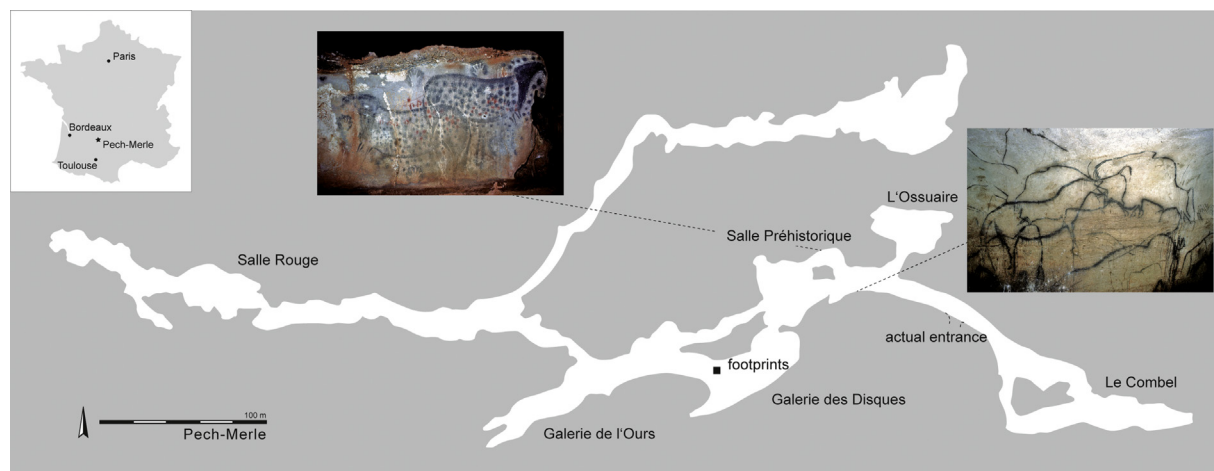 Paris
Bordeaux
Pech-Merle
Toulouse
L'Ossuaire
Salle Préhistorique
Salle Rouge
actual entrance
footprints
Le Combel
Galerie des Disques
100 m
Pech-Merle
Galerie de l'Ours